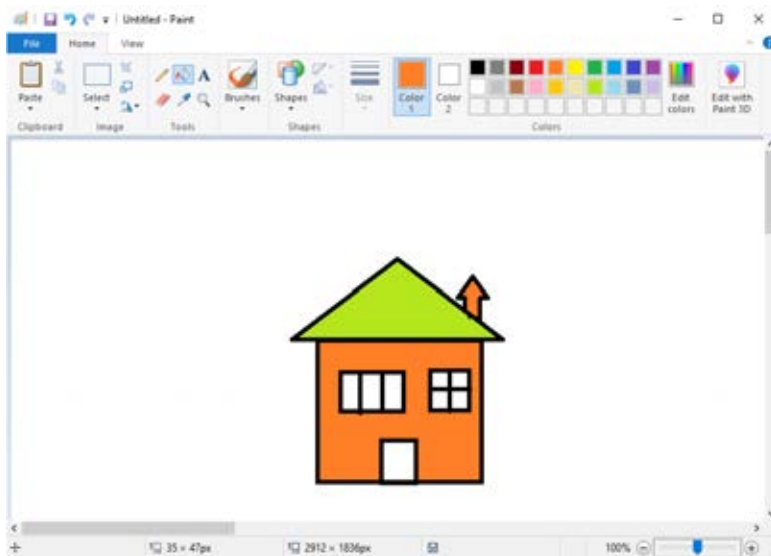 Untitled - Paint
File Home View
Paste Select A Brushes Shapes Size Color 1 Color 2 Edit colors Edit with Paint 3D
Clipboard Image Tools Shapes Colors
35 × 47px 2912 × 1836px 100%